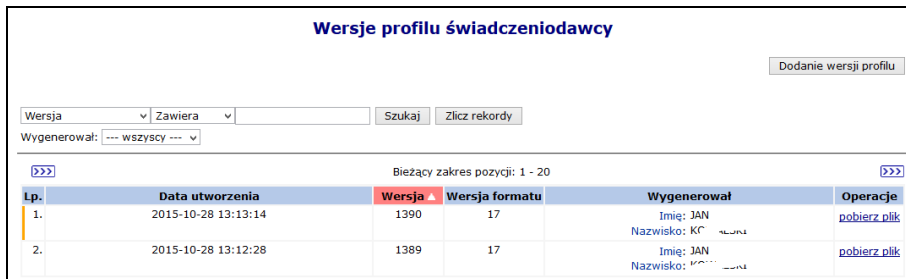 Wersje profilu świadczeniodawcy
Dodanie wersji profilu
Wersja Zawiera Szukaj Zlicz rekordy
Wygenerował: --- wszyscy ---
>>> Bieżący zakres pozycji: 1 - 20 >>>
Lp. Data utworzenia Wersja Wersja formatu Wygenerował Operacje
1. 2015-10-28 13:13:14 1390 17 Imię: JAN pobierz plik
Nazwisko:
2. 2015-10-28 13:12:28 1389 17 Imię: JAN pobierz plik
Nazwisko: